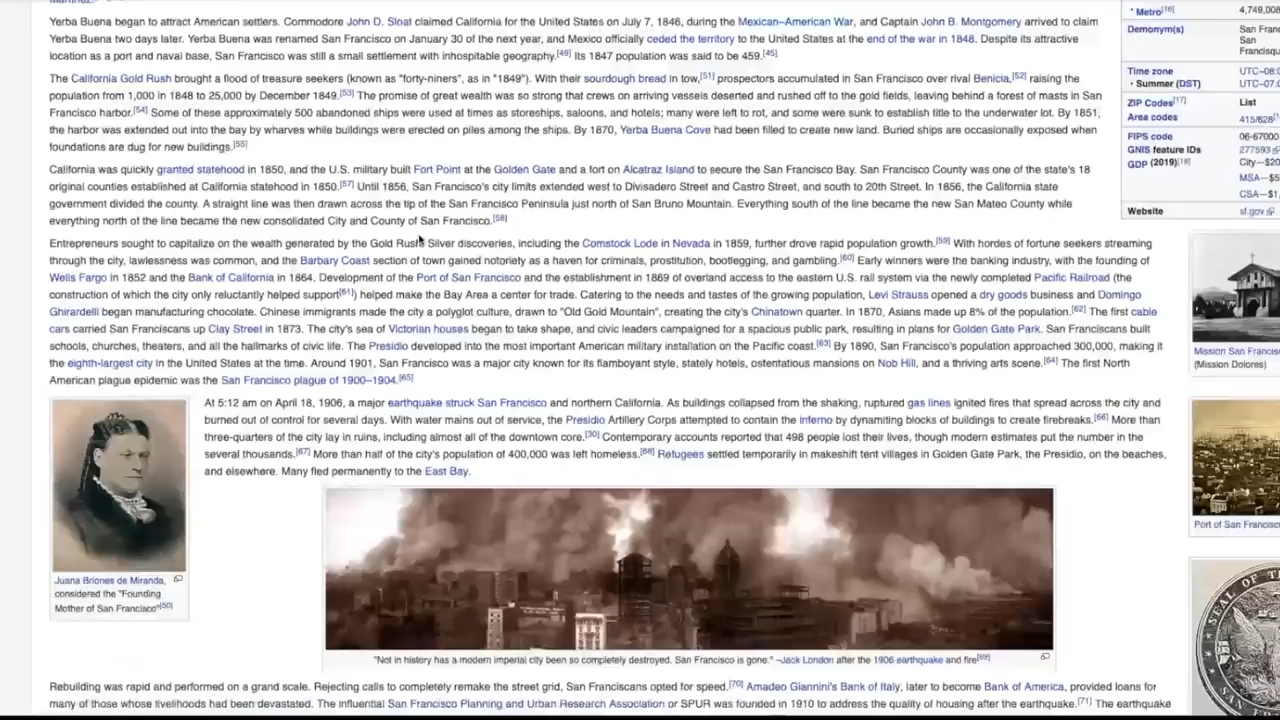 Martinez.
Yerba Buena began to attract American settlers. Commodore John D. Sloat claimed California for the United States on July 7, 1846, during the Mexican–American War, and Captain John B. Montgomery arrived to claim
Yerba Buena two days later. Yerba Buena was renamed San Francisco on January 30 of the next year, and Mexico officially ceded the territory to the United States at the end of the war in 1848. Despite its attractive
location as a port and naval base, San Francisco was still a small settlement with inhospitable geography.[49] Its 1847 population was said to be 459.[45]
The California Gold Rush brought a flood of treasure seekers (known as "forty-niners", as in "1849"). With their sourdough bread in tow,[51] prospectors accumulated in San Francisco over rival Benicia,[52] raising the
population from 1,000 in 1848 to 25,000 by December 1849.[53] The promise of great wealth was so strong that crews on arriving vessels deserted and rushed off to the gold fields, leaving behind a forest of masts in San
Francisco harbor.[54] Some of these approximately 500 abandoned ships were used at times as storeships, saloons, and hotels; many were left to rot, and some were sunk to establish title to the underwater lot. By 1851,
the harbor was extended out into the bay by wharves while buildings were erected on piles among the ships. By 1870, Yerba Buena Cove had been filled to create new land. Buried ships are occasionally exposed when
foundations are dug for new buildings.[55]
California was quickly granted statehood in 1850, and the U.S. military built Fort Point at the Golden Gate and a fort on Alcatraz Island to secure the San Francisco Bay. San Francisco County was one of the state's 18
original counties established at California statehood in 1850.[57] Until 1856, San Francisco's city limits extended west to Divisadero Street and Castro Street, and south to 20th Street. In 1856, the California state
government divided the county. A straight line was then drawn across the tip of the San Francisco Peninsula just north of San Bruno Mountain. Everything south of the line became the new San Mateo County while
everything north of the line became the new consolidated City and County of San Francisco.[58]
Entrepreneurs sought to capitalize on the wealth generated by the Gold Rush. Silver discoveries, including the Comstock Lode in Nevada in 1859, further drove rapid population growth.[59] With hordes of fortune seekers streaming
through the city, lawlessness was common, and the Barbary Coast section of town gained notoriety as a haven for criminals, prostitution, bootlegging, and gambling.[60] Early winners were the banking industry, with the founding of
Wells Fargo in 1852 and the Bank of California in 1864. Development of the Port of San Francisco and the establishment in 1869 of overland access to the eastern U.S. rail system via the newly completed Pacific Railroad (the
construction of which the city only reluctantly helped support[61]) helped make the Bay Area a center for trade. Catering to the needs and tastes of the growing population, Levi Strauss opened a dry goods business and Domingo
Ghirardelli began manufacturing chocolate. Chinese immigrants made the city a polyglot culture, drawn to "Old Gold Mountain", creating the city's Chinatown quarter. In 1870, Asians made up 8% of the population.[62] The first cable
cars carried San Franciscans up Clay Street in 1873. The city's sea of Victorian houses began to take shape, and civic leaders campaigned for a spacious public park, resulting in plans for Golden Gate Park. San Franciscans built
schools, churches, theaters, and all the hallmarks of civic life. The Presidio developed into the most important American military installation on the Pacific coast.[63] By 1890, San Francisco's population approached 300,000, making it
the eighth-largest city in the United States at the time. Around 1901, San Francisco was a major city known for its flamboyant style, stately hotels, ostentatious mansions on Nob Hill, and a thriving arts scene.[64] The first North
American plague epidemic was the San Francisco plague of 1900–1904.[65]
At 5:12 am on April 18, 1906, a major earthquake struck San Francisco and northern California. As buildings collapsed from the shaking, ruptured gas lines ignited fires that spread across the city and
burned out of control for several days. With water mains out of service, the Presidio Artillery Corps attempted to contain the inferno by dynamiting blocks of buildings to create firebreaks.[66] More than
three-quarters of the city lay in ruins, including almost all of the downtown core.[30] Contemporary accounts reported that 498 people lost their lives, though modern estimates put the number in the
several thousands.[67] More than half of the city's population of 400,000 was left homeless.[68] Refugees settled temporarily in makeshift tent villages in Golden Gate Park, the Presidio, on the beaches,
and elsewhere. Many fled permanently to the East Bay.
Juana Briones de Miranda,
considered the "Founding
Mother of San Francisco"[50]
"Not in history has a modern imperial city been so completely destroyed. San Francisco is gone." –Jack London after the 1906 earthquake and fire[69]
Rebuilding was rapid and performed on a grand scale. Rejecting calls to completely remake the street grid, San Franciscans opted for speed.[70] Amadeo Giannini's Bank of Italy, later to become Bank of America, provided loans for
many of those whose livelihoods had been devastated. The influential San Francisco Planning and Urban Research Association or SPUR was founded in 1910 to address the quality of housing after the earthquake.[71] The earthquake
• Metro[16] 4,749,008
Demonym(s) San Fran
San
Francisqu
Time zone UTC−08:
• Summer (DST) UTC−07:
ZIP Codes[17] List
Area codes 415/628[
FIPS code 06-67000
GNIS feature IDs 277593
GDP (2019)[19] City—$20
MSA—$5
CSA—$1.
Website sf.gov
Mission San Francis
(Mission Dolores)
Port of San Francisc
SEAL OF TH